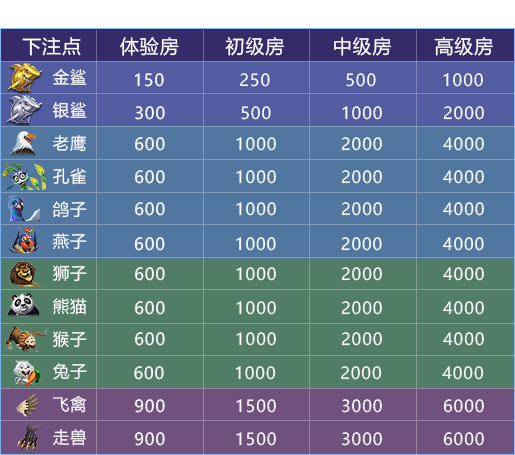 下注点 体验房 初级房 中级房 高级房
金鲨 150 250 500 1000
银鲨 300 500 1000 2000
老鹰 600 1000 2000 4000
孔雀 600 1000 2000 4000
鸽子 600 1000 2000 4000
燕子 600 1000 2000 4000
狮子 600 1000 2000 4000
熊猫 600 1000 2000 4000
猴子 600 1000 2000 4000
兔子 600 1000 2000 4000
飞禽 900 1500 3000 6000
走兽 900 1500 3000 6000